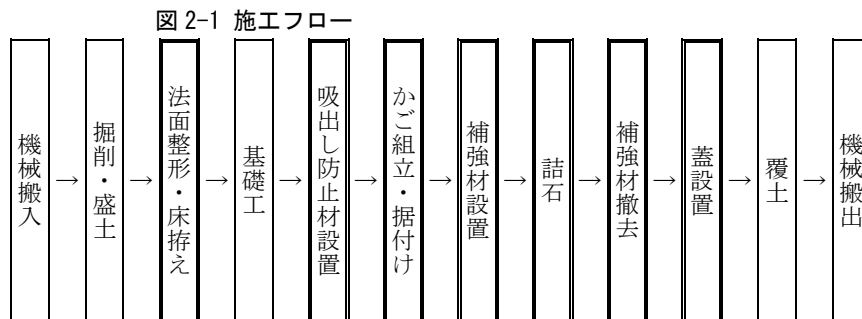 図 2-1 施工フロー
機械搬入
→
掘削・盛土
→
法面整形・床拵え
→
基礎工
→
吸出し防止材設置
→
かご組立・据付け
→
補強材設置
→
詰石
→
補強材撤去
→
蓋設置
→
覆土
→
機械搬出